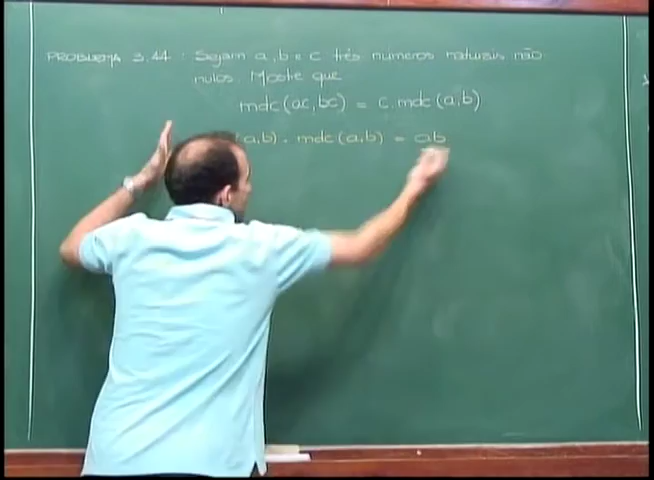 PROBLEMA 3.44: Sejam a, b e c três números naturais não
nulos. Mostre que
mdc(ac, bc) = c. mdc(a, b)
(a, b). mdc(a, b) = ab